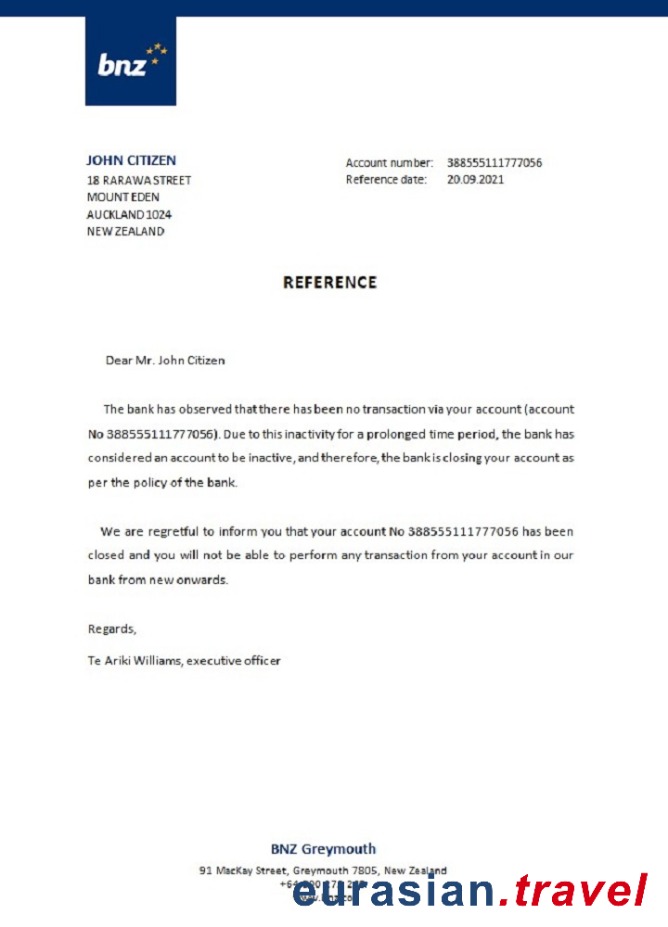 bnz
JOHN CITIZEN
18 RARAWA STREET
MOUNT EDEN
AUCKLAND 1024
NEW ZEALAND
Account number: 388555111777056
Reference date: 20.09.2021
REFERENCE
Dear Mr. John Citizen
The bank has observed that there has been no transaction via your account (account
No 388555111777056). Due to this inactivity for a prolonged time period, the bank has
considered an account to be inactive, and therefore, the bank is closing your account as
per the policy of the bank.
We are regretful to inform you that your account No 388555111777056 has been
closed and you will not be able to perform any transaction from your account in our
bank from new onwards.
Regards,
Te Ariki Williams, executive officer
BNZ Greymouth
91 MacKay Street, Greymouth 7805, New Zealand
eurasian.travel